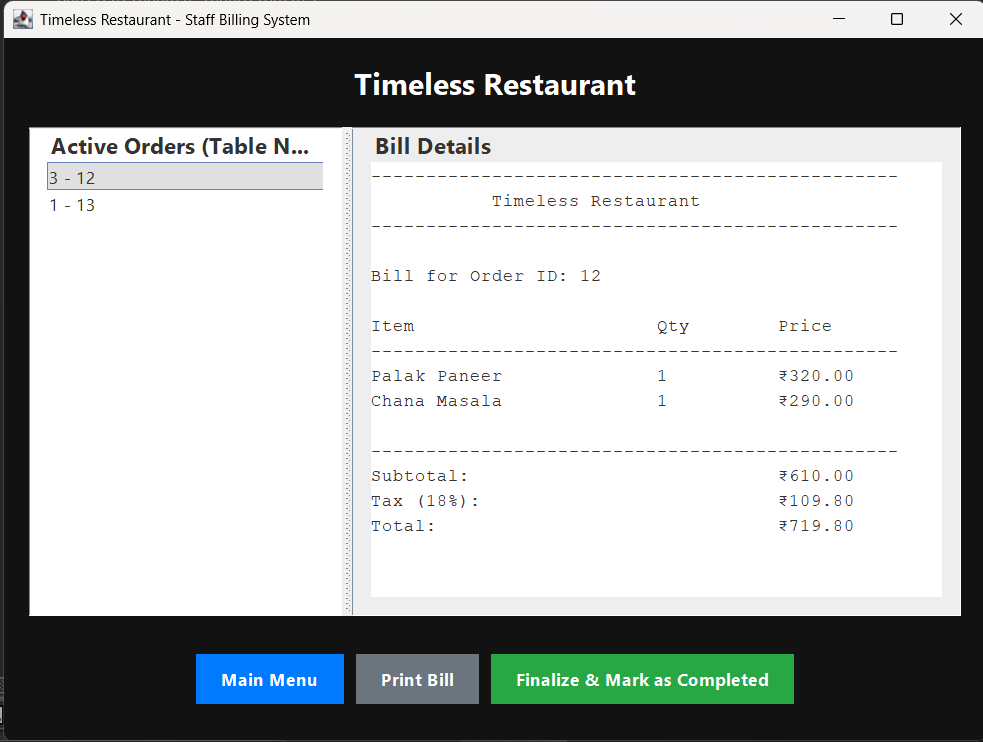 Timeless Restaurant - Staff Billing System
Timeless Restaurant
Active Orders (Table N...
3 - 12
1 - 13
Bill Details
------------------------------------------------
Timeless Restaurant
------------------------------------------------
Bill for Order ID: 12
Item Qty Price
------------------------------------------------
Palak Paneer 1 ₹320.00
Chana Masala 1 ₹290.00
------------------------------------------------
Subtotal: ₹610.00
Tax (18%): ₹109.80
Total: ₹719.80
Main Menu Print Bill Finalize & Mark as Completed